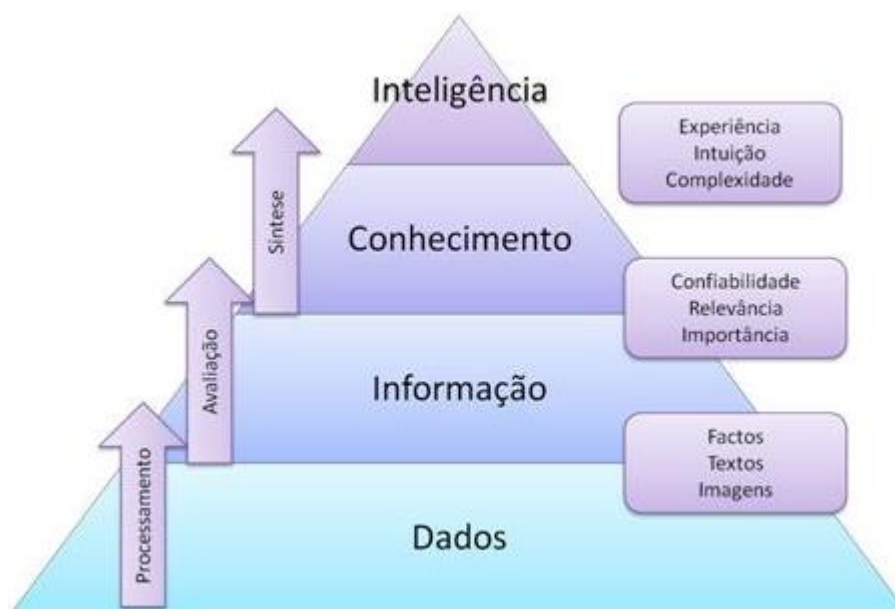 Inteligência
Experiência
Intuição
Complexidade
Síntese
Conhecimento
Confiabilidade
Relevância
Importância
Avaliação
Informação
Factos
Textos
Imagens
Processamento
Dados